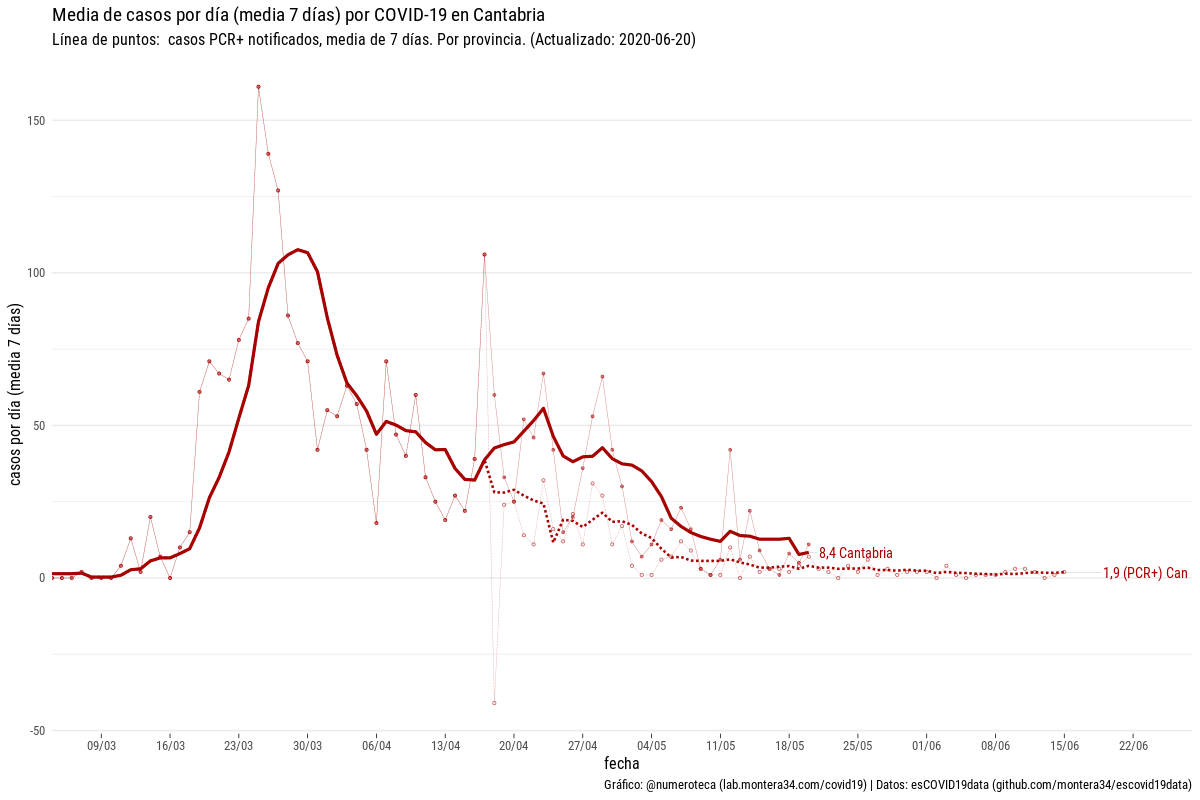 Media de casos por día (media 7 días) por COVID-19 en Cantabria
Línea de puntos:  casos PCR+ notificados, media de 7 días. Por provincia. (Actualizado: 2020-06-20)
casos por día (media 7 días)
150
100
50
0
-50
8,4 Cantabria
1,9 (PCR+) Can
09/03 16/03 23/03 30/03 06/04 13/04 20/04 27/04 04/05 11/05 18/05 25/05 01/06 08/06 15/06 22/06
fecha
Gráfico: @numeroteca (lab.montera34.com/covid19) | Datos: esCOVID19data (github.com/montera34/escovid19data)